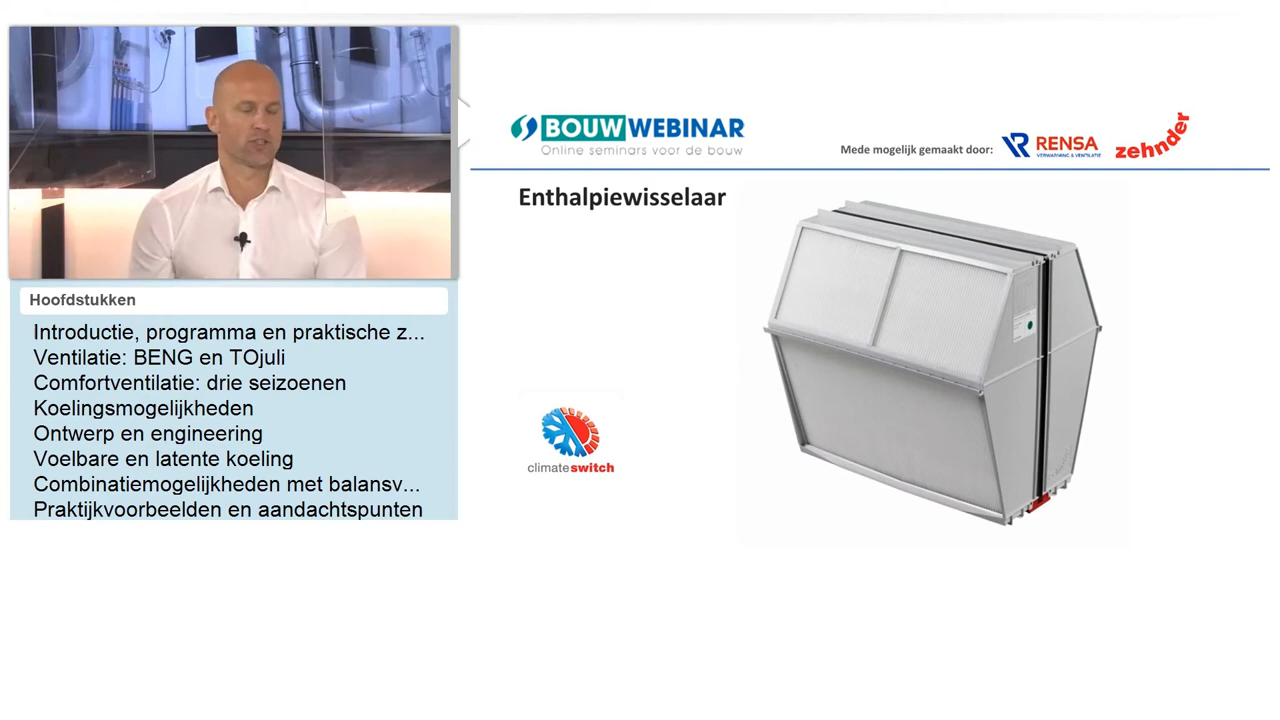 BOUWWEBINAR
Online seminars voor de bouw
Mede mogelijk gemaakt door:
RENSA
VERWARMING & VENTILATIE
zehnder
Enthalpiewisselaar
climateswitch
Hoofdstukken
Introductie, programma en praktische z...
Ventilatie: BENG en TOjuli
Comfortventilatie: drie seizoenen
Koelingsmogelijkheden
Ontwerp en engineering
Voelbare en latente koeling
Combinatiemogelijkheden met balansv...
Praktijkvoorbeelden en aandachtspunten